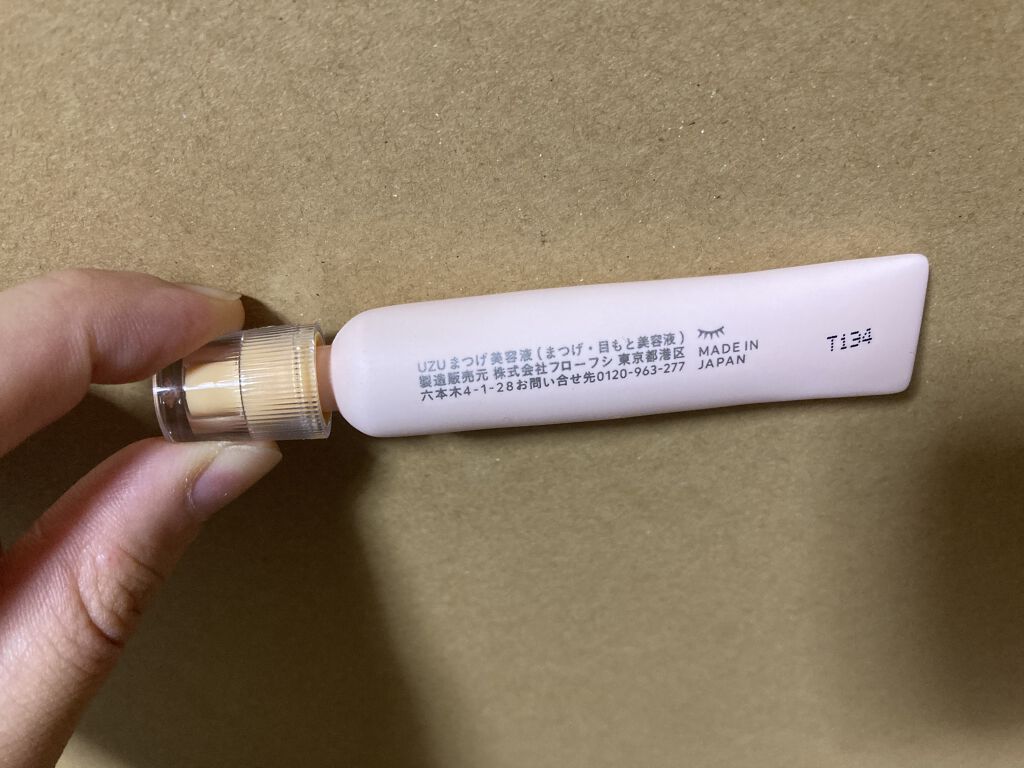 UZU まつげ美容液 (まつげ・目もと美容液)
製造販売元 株式会社フローフシ 東京都港区
六本木4-1-28お問い合せ先0120-963-277
MADE IN
JAPAN
Ti34